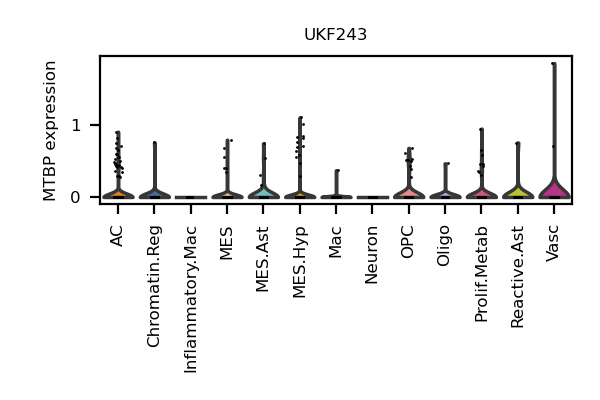 UKF243
MTBP expression
1
0
AC
Chromatin.Reg
Inflammatory.Mac
MES
MES.Ast
MES.Hyp
Mac
Neuron
OPC
Oligo
Prolif.Metab
Reactive.Ast
Vasc